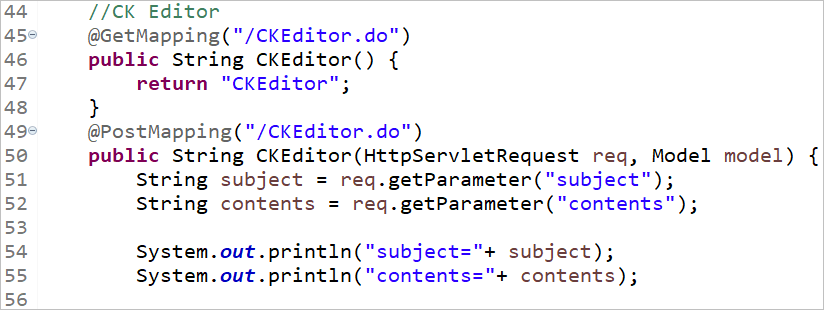 44 //CK Editor
45 @GetMapping("/CKEditor.do")
46 public String CKEditor() {
47 return "CKEditor";
48 }
49 @PostMapping("/CKEditor.do")
50 public String CKEditor(HttpServletRequest req, Model model) {
51 String subject = req.getParameter("subject");
52 String contents = req.getParameter("contents");
53
54 System.out.println("subject="+ subject);
55 System.out.println("contents="+ contents);
56